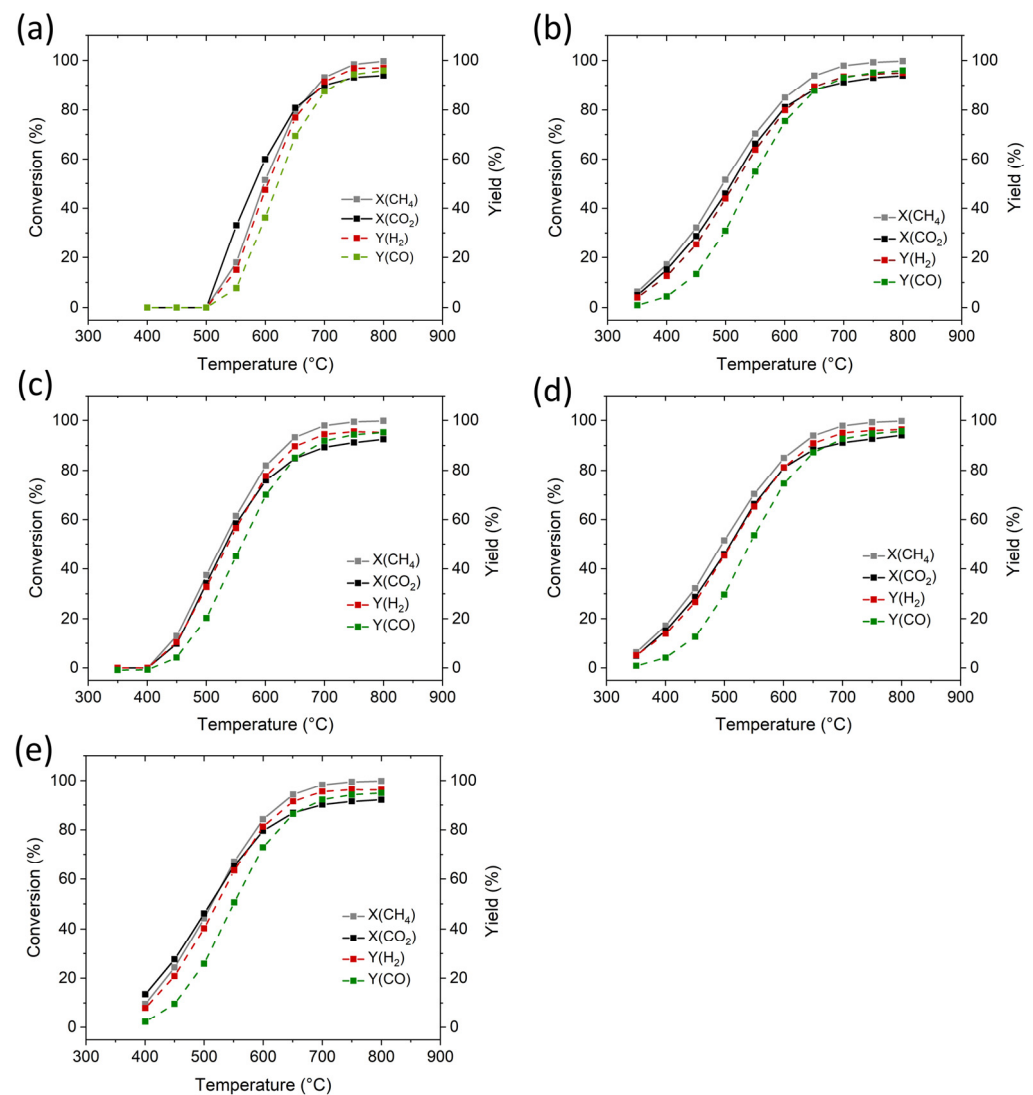 (a)
100
80
60
40
20
0
Conversion (%)
100
80
60
40
20
0
Yield (%)
X(CH₄)
X(CO₂)
Y(H₂)
Y(CO)
300 400 500 600 700 800 900
Temperature (°C)
(b)
100
80
60
40
20
0
Conversion (%)
100
80
60
40
20
0
Yield (%)
X(CH₄)
X(CO₂)
Y(H₂)
Y(CO)
300 400 500 600 700 800 900
Temperature (°C)
(c)
100
80
60
40
20
0
Conversion (%)
100
80
60
40
20
0
Yield (%)
X(CH₄)
X(CO₂)
Y(H₂)
Y(CO)
300 400 500 600 700 800 900
Temperature (°C)
(d)
100
80
60
40
20
0
Conversion (%)
100
80
60
40
20
0
Yield (%)
X(CH₄)
X(CO₂)
Y(H₂)
Y(CO)
300 400 500 600 700 800 900
Temperature (°C)
(e)
100
80
60
40
20
0
Conversion (%)
100
80
60
40
20
0
Yield (%)
X(CH₄)
X(CO₂)
Y(H₂)
Y(CO)
300 400 500 600 700 800 900
Temperature (°C)